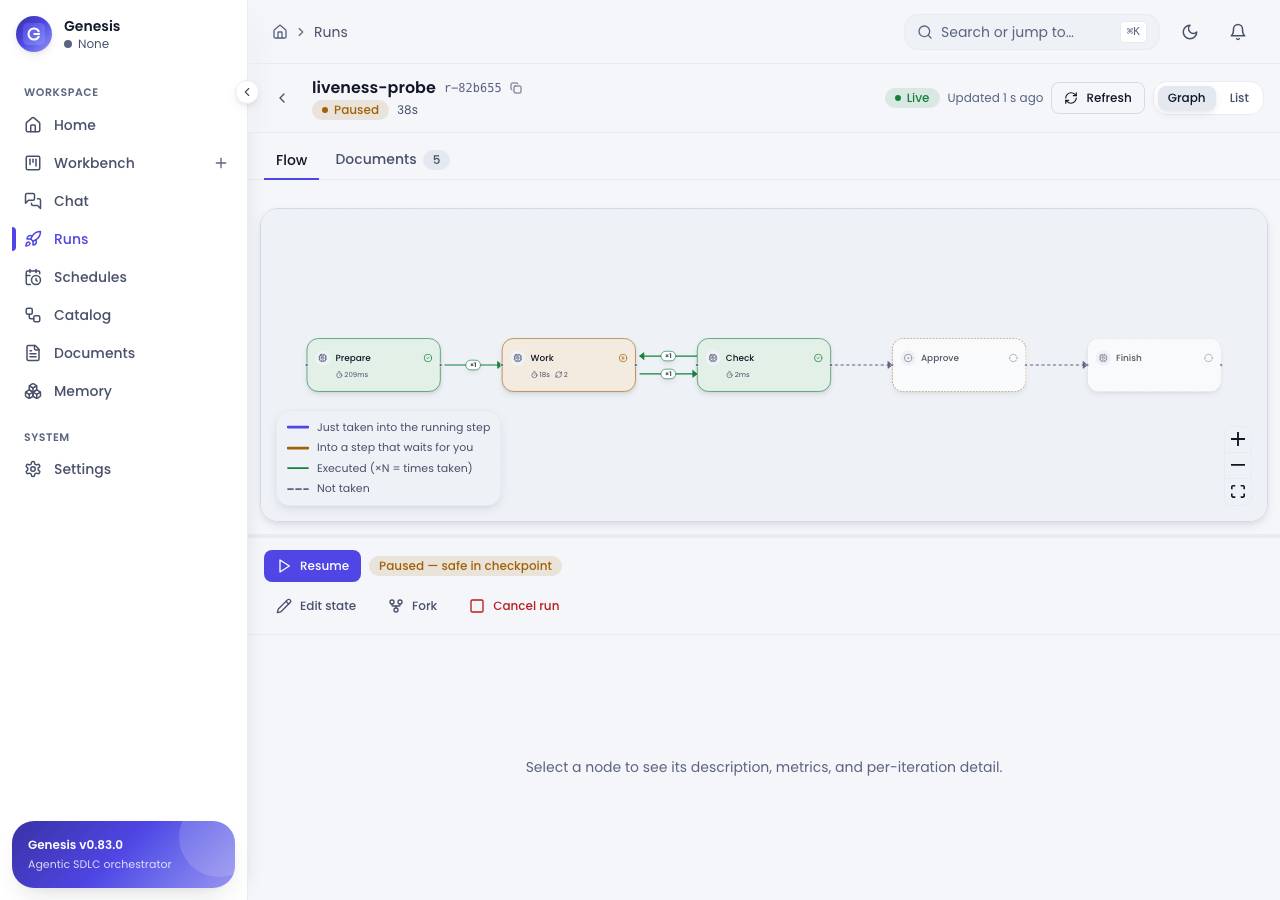 Genesis
None
WORKSPACE
Home
Workbench
Chat
Runs
Schedules
Catalog
Documents
Memory
SYSTEM
Settings
Genesis v0.83.0
Agentic SDLC orchestrator
Runs
Search or jump to...
⌘K
liveness-probe r-82b655
Paused 38s
Live Updated 1 s ago Refresh Graph List
Flow Documents 5
Prepare
209ms
×1
Work
18s 2
×1
×1
Check
2ms
Approve
Finish
Just taken into the running step
Into a step that waits for you
Executed (×N = times taken)
Not taken
Resume Paused — safe in checkpoint
Edit state Fork Cancel run
Select a node to see its description, metrics, and per-iteration detail.